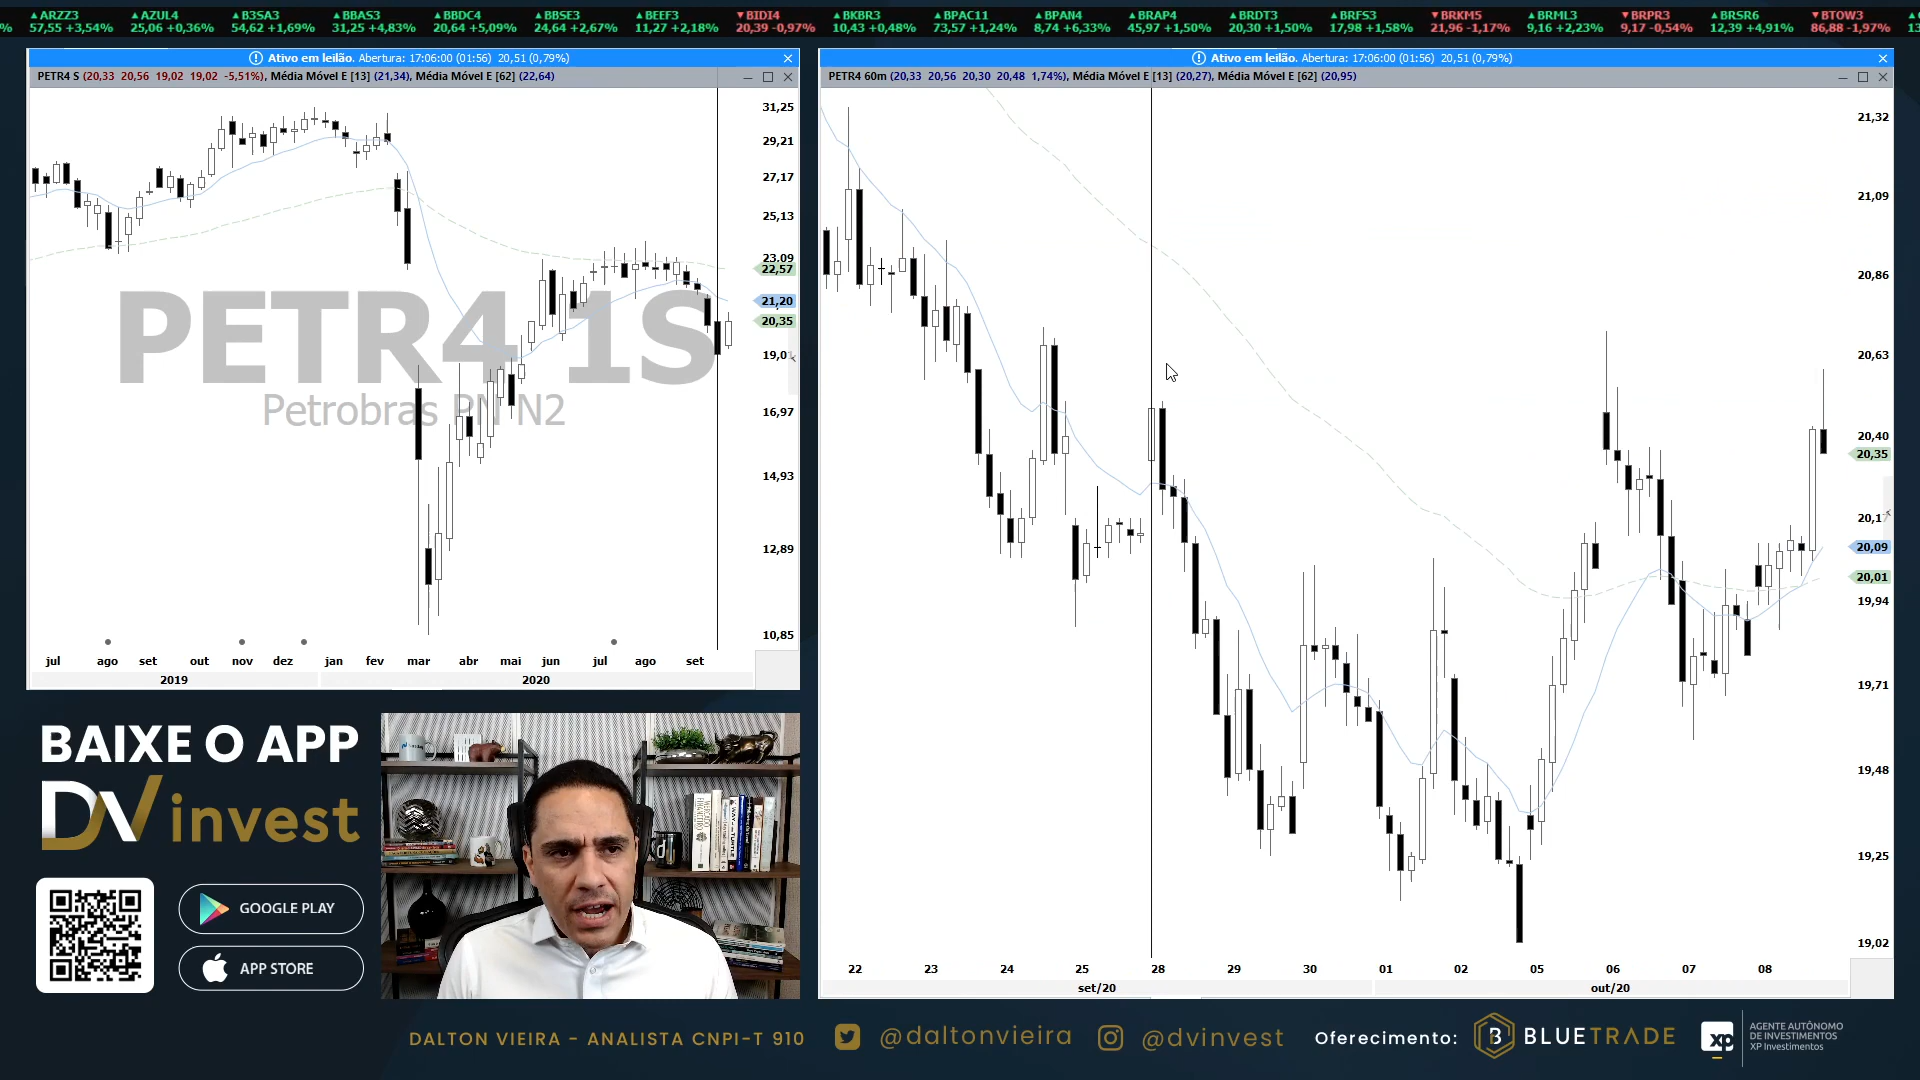 ▲ARZZ3 ▲AZUL4 ▲B3SA3 ▲BBAS3 ▲BBDC4 ▲BBSE3 ▲BEEF3 ▼BIDI4 ▲BKBR3 ▲BPAC11 ▲BPAN4 ▲BRAP4 ▲BRDT3 ▲BRFS3 ▼BRKM5 ▲BRML3 ▼BRPR3 ▲BRSR6 ▼BTOW3
% 57,55 +3,54% 25,06 +0,36% 54,62 +1,69% 31,25 +4,83% 20,64 +5,09% 24,64 +2,67% 11,27 +2,18% 20,39 -0,97% 10,43 +0,48% 73,57 +1,24% 8,74 +6,33% 45,97 +1,50% 20,30 +1,50% 17,98 +1,58% 21,96 -1,17% 9,16 +2,23% 9,17 -0,54% 12,39 +4,91% 86,88 -1,97% 13
Ativo em leilão. Abertura: 17:06:00 (01:56) 20,51 (0,79%)
PETR4 S (20,33 20,56 19,02 19,02 -5,51%), Média Móvel E [13] (21,34), Média Móvel E [62] (22,64)
31,25
29,21
27,17
25,13
23,09
22,57
21,20
20,35
19,0
16,97
14,93
12,89
10,85
PETR4 1S
Petrobras PN N2
jul ago set out nov dez jan fev mar abr mai jun jul ago set
2019 2020
Ativo em leilão. Abertura: 17:06:00 (01:56) 20,51 (0,79%)
PETR4 60m (20,33 20,56 20,30 20,48 1,74%), Média Móvel E [13] (20,27), Média Móvel E [62] (20,95)
21,32
21,09
20,86
20,63
20,40
20,35
20,17
20,09
20,01
19,94
19,71
19,48
19,25
19,02
22 23 24 25 28 29 30 01 02 05 06 07 08
set/20 out/20
BAIXE O APP
DV invest
GOOGLE PLAY
APP STORE
DALTON VIEIRA - ANALISTA CNPI-T 910
@daltonvieira
@dvinvest
Oferecimento:
B BLUETRADE
xp
AGENTE AUTÔNOMO
DE INVESTIMENTOS
XP Investimentos